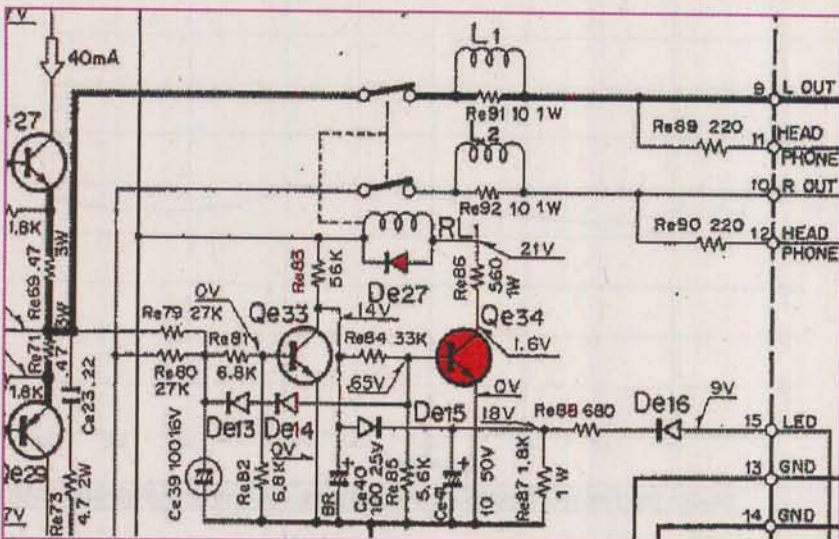 7V
40mA
L1
9 L OUT
Re91 10 1W
Re89 220
11 HEAD PHONE
e27
L2
10 R OUT
Re92 10 1W
1.8K
RL
Re90 220
12 HEAD PHONE
21V
Re69 .47 3W
Re83 56K
De27
Re86 560 1W
0V
Re79 27K
Qe33
14V
Qe34
Re81 6.8K
Re84 33K
1.6V
Re71 .47 3W
Re80 27K
.65V
0V
1.8K
Ce23 .22
De13
De14
De15
18V
Re88 680
De16
9V
15 LED
0V
Ce39 100 16V
Re82 6.8K
BR
Ce40 100 25V
Re85 5.6K
Ce41 10 50V
Re87 1.8K 1W
13 GND
Qe29
Re73 4.7 2W
7V
14 GND